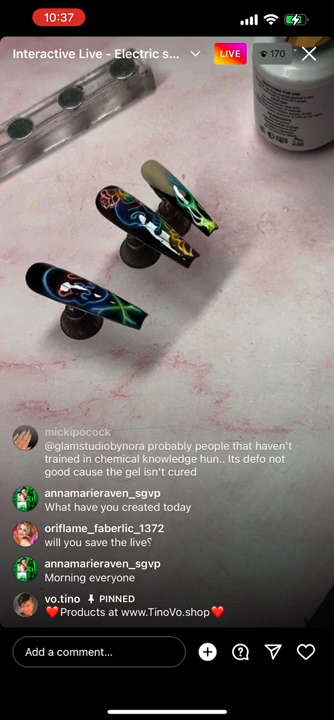 10:37
Interactive Live - Electric s...
LIVE
170
mickipocock
@glamstudiobynora probably people that haven't
trained in chemical knowledge hun.. Its defo not
good cause the gel isn't cured
annamarieraven_sgvp
What have you created today
oriflame_faberlic_1372
will you save the live؟
annamarieraven_sgvp
Morning everyone
vo.tino PINNED
❤️Products at www.TinoVo.shop❤️
Add a comment...